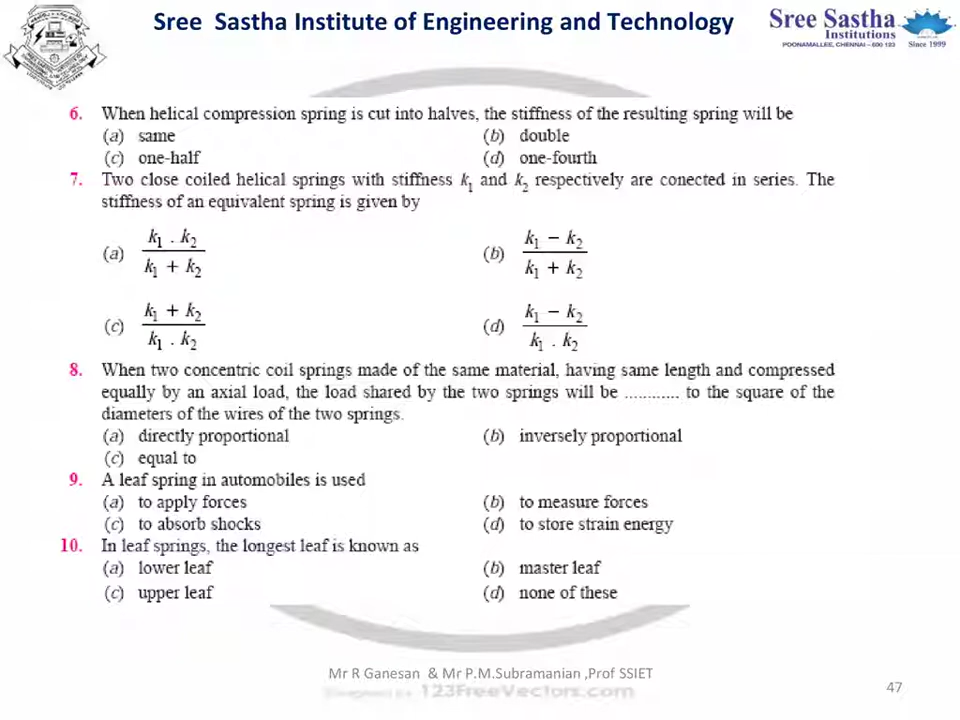 Sree Sastha Institute of Engineering and Technology
Sree Sastha
Institutions
POONAMALLEE, CHENNAI - 600 123
Since 1999
6. When helical compression spring is cut into halves, the stiffness of the resulting spring will be
(a) same (b) double
(c) one-half (d) one-fourth
7. Two close coiled helical springs with stiffness k1 and k2 respectively are conected in series. The
stiffness of an equivalent spring is given by
(a) k1 . k2 / k1 + k2 (b) k1 − k2 / k1 + k2
(c) k1 + k2 / k1 . k2 (d) k1 − k2 / k1 . k2
8. When two concentric coil springs made of the same material, having same length and compressed
equally by an axial load, the load shared by the two springs will be ............ to the square of the
diameters of the wires of the two springs.
(a) directly proportional (b) inversely proportional
(c) equal to
9. A leaf spring in automobiles is used
(a) to apply forces (b) to measure forces
(c) to absorb shocks (d) to store strain energy
10. In leaf springs, the longest leaf is known as
(a) lower leaf (b) master leaf
(c) upper leaf (d) none of these
Mr R Ganesan & Mr P.M.Subramanian ,Prof SSIET
123FreeVectors.com
47